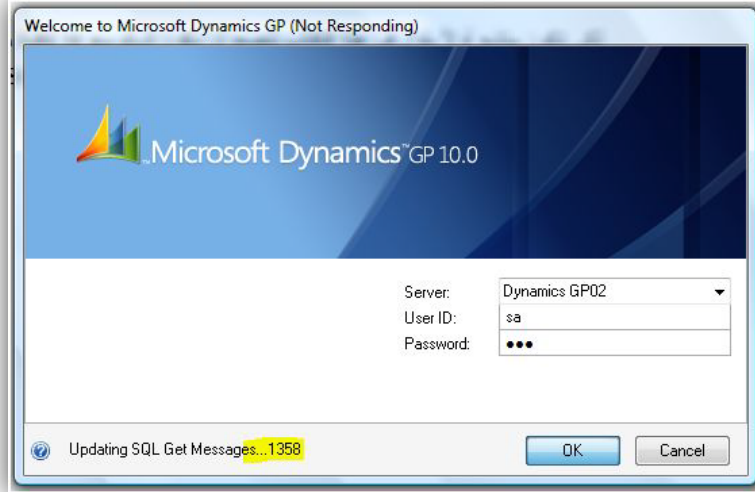 Welcome to Microsoft Dynamics GP (Not Responding)
Microsoft Dynamics™ GP 10.0
Server: Dynamics GP02
User ID: sa
Password: •••
Updating SQL Get Messages...1358
OK Cancel